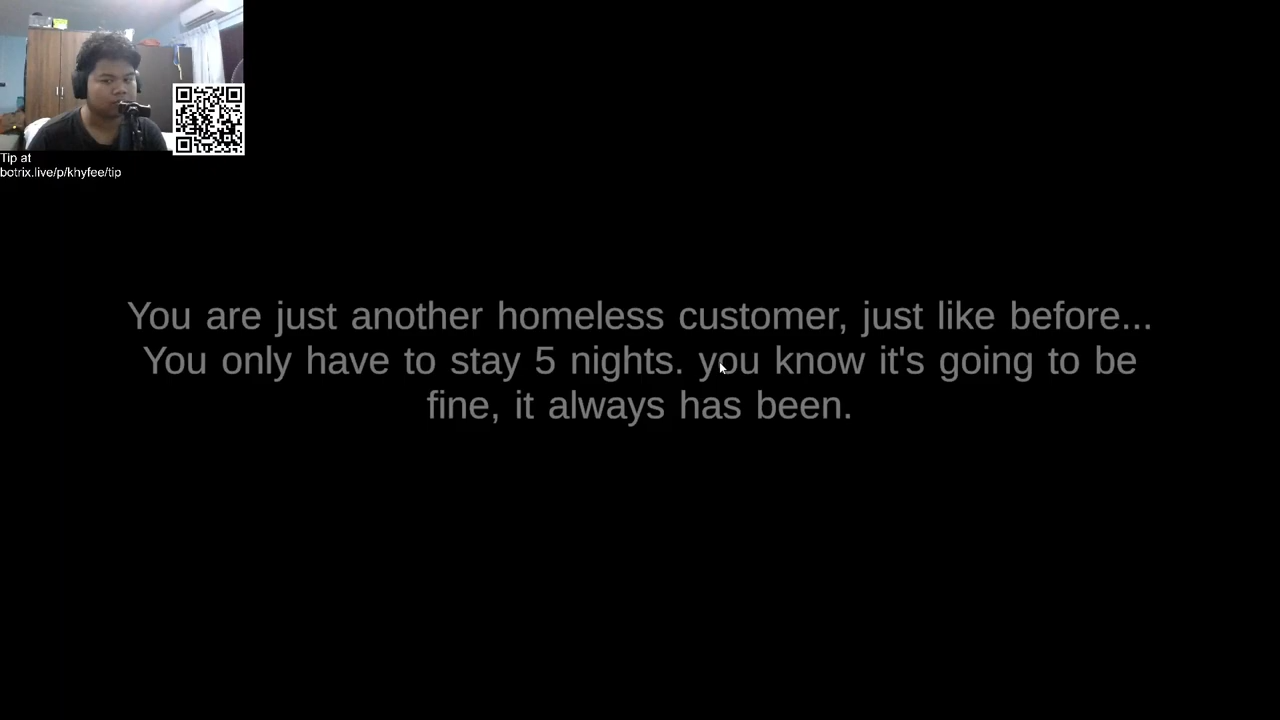 Tip at
botrix.live/p/khyfee/tip
You are just another homeless customer, just like before...
You only have to stay 5 nights. you know it's going to be
fine, it always has been.